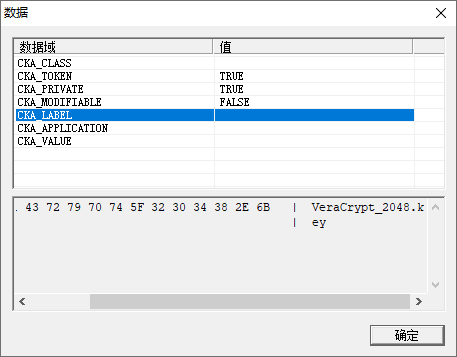 数据
数据域 值
CKA_CLASS
CKA_TOKEN TRUE
CKA_PRIVATE TRUE
CKA_MODIFIABLE FALSE
CKA_LABEL
CKA_APPLICATION
CKA_VALUE
43 72 79 70 74 5F 32 30 34 38 2E 6B | VeraCrypt_2048.k
| ey
确定